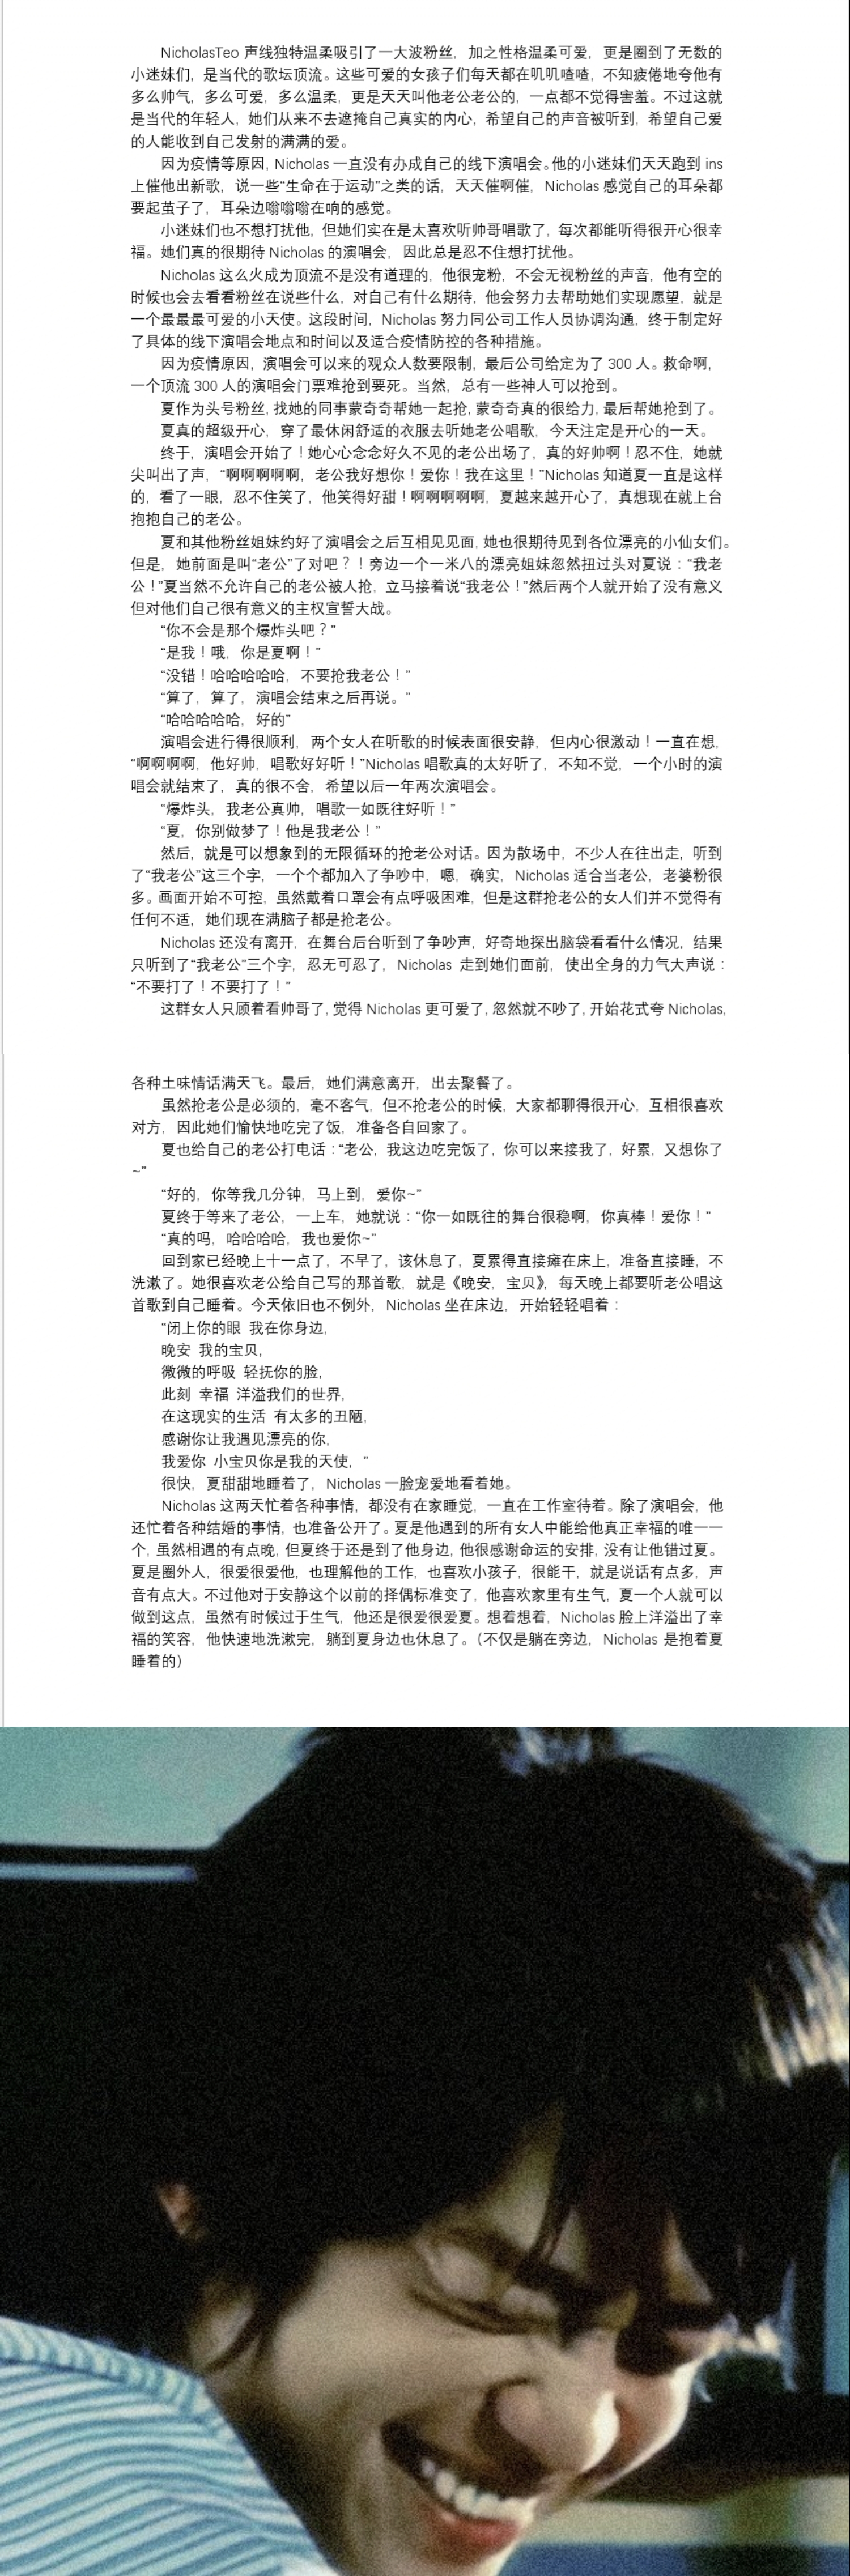 NicholasTeo 声线独特温柔吸引了一大波粉丝，加之性格温柔可爱，更是圈到了无数的
小迷妹们，是当代的歌坛顶流。这些可爱的女孩子们每天都在叽叽喳喳，不知疲倦地夸他有
多么帅气，多么可爱，多么温柔，更是天天叫他老公老公的，一点都不觉得害羞。不过这就
是当代的年轻人，她们从来不去遮掩自己真实的内心，希望自己的声音被听到，希望自己爱
的人能收到自己发射的满满的爱。
因为疫情等原因，Nicholas 一直没有办成自己的线下演唱会。他的小迷妹们天天跑到 ins
上催他出新歌，说一些“生命在于运动”之类的话，天天催啊催，Nicholas 感觉自己的耳朵都
要起茧子了，耳朵边嗡嗡嗡在响的感觉。
小迷妹们也不想打扰他，但她们实在是太喜欢听帅哥唱歌了，每次都能听得很开心很幸
福。她们真的很期待 Nicholas 的演唱会，因此总是忍不住想打扰他。
Nicholas 这么火成为顶流不是没有道理的，他很宠粉，不会无视粉丝的声音，他有空的
时候也会去看看粉丝在说些什么，对自己有什么期待，他会努力去帮助她们实现愿望，就是
一个最最最可爱的小天使。这段时间，Nicholas 努力同公司工作人员协调沟通，终于制定好
了具体的线下演唱会地点和时间以及适合疫情防控的各种措施。
因为疫情原因，演唱会可以来的观众人数要限制，最后公司给定为了 300 人。救命啊，
一个顶流 300 人的演唱会门票难抢到要死。当然，总有一些神人可以抢到。
夏作为头号粉丝，找她的同事蒙奇奇帮她一起抢，蒙奇奇真的很给力，最后帮她抢到了。
夏真的超级开心，穿了最休闲舒适的衣服去听她老公唱歌，今天注定是开心的一天。
终于，演唱会开始了！她心心念念好久不见的老公出场了，真的好帅啊！忍不住，她就
尖叫出了声，“啊啊啊啊啊，老公我好想你！爱你！我在这里！”Nicholas 知道夏一直是这样
的，看了一眼，忍不住笑了，他笑得好甜！啊啊啊啊啊，夏越来越开心了，真想现在就上台
抱抱自己的老公。
夏和其他粉丝姐妹约好了演唱会之后互相见见面，她也很期待见到各位漂亮的小仙女们。
但是，她前面是叫“老公”了对吧？！旁边一个一米八的漂亮姐妹忽然扭过头对夏说：“我老
公！”夏当然不允许自己的老公被人抢，立马接着说“我老公！”然后两个人就开始了没有意义
但对他们自己很有意义的主权宣誓大战。
“你不会是那个爆炸头吧？”
“是我！哦，你是夏啊！”
“没错！哈哈哈哈哈，不要抢我老公！”
“算了，算了，演唱会结束之后再说。”
“哈哈哈哈哈，好的”
演唱会进行得很顺利，两个女人在听歌的时候表面很安静，但内心很激动！一直在想，
“啊啊啊啊，他好帅，唱歌好好听！”Nicholas 唱歌真的太好听了，不知不觉，一个小时的演
唱会就结束了，真的很不舍，希望以后一年两次演唱会。
“爆炸头，我老公真帅，唱歌一如既往好听！”
“夏，你别做梦了！他是我老公！”
然后，就是可以想象到的无限循环的抢老公对话。因为散场中，不少人在往出走，听到
了“我老公”这三个字，一个个都加入了争吵中，嗯，确实，Nicholas 适合当老公，老婆粉很
多。画面开始不可控，虽然戴着口罩会有点呼吸困难，但是这群抢老公的女人们并不觉得有
任何不适，她们现在满脑子都是抢老公。
Nicholas 还没有离开，在舞台后台听到了争吵声，好奇地探出脑袋看看什么情况，结果
只听到了“我老公”三个字，忍无可忍了，Nicholas 走到她们面前，使出全身的力气大声说：
“不要打了！不要打了！”
这群女人只顾着看帅哥了，觉得 Nicholas 更可爱了，忽然就不吵了，开始花式夸 Nicholas，
各种土味情话满天飞。最后，她们满意离开，出去聚餐了。
虽然抢老公是必须的，毫不客气，但不抢老公的时候，大家都聊得很开心，互相很喜欢
对方，因此她们愉快地吃完了饭，准备各自回家了。
夏也给自己的老公打电话：“老公，我这边吃完饭了，你可以来接我了，好累，又想你了
~”
“好的，你等我几分钟，马上到，爱你~”
夏终于等来了老公，一上车，她就说：“你一如既往的舞台很稳啊，你真棒！爱你！”
“真的吗，哈哈哈哈，我也爱你~”
回到家已经晚上十一点了，不早了，该休息了，夏累得直接瘫在床上，准备直接睡，不
洗漱了。她很喜欢老公给自己写的那首歌，就是《晚安，宝贝》，每天晚上都要听老公唱这
首歌到自己睡着。今天依旧也不例外，Nicholas 坐在床边，开始轻轻唱着：
“闭上你的眼 我在你身边，
晚安 我的宝贝，
微微的呼吸 轻抚你的脸，
此刻 幸福 洋溢我们的世界，
在这现实的生活 有太多的丑陋，
感谢你让我遇见漂亮的你，
我爱你 小宝贝你是我的天使，”
很快，夏甜甜地睡着了，Nicholas 一脸宠爱地看着她。
Nicholas 这两天忙着各种事情，都没有在家睡觉，一直在工作室待着。除了演唱会，他
还忙着各种结婚的事情，也准备公开了。夏是他遇到的所有女人中能给他真正幸福的唯一一
个，虽然相遇的有点晚，但夏终于还是到了他身边，他很感谢命运的安排，没有让他错过夏。
夏是圈外人，很爱很爱他，也理解他的工作，也喜欢小孩子，很能干，就是说话有点多，声
音有点大。不过他对于安静这个以前的择偶标准变了，他喜欢家里有生气，夏一个人就可以
做到这点，虽然有时候过于生气，他还是很爱很爱夏。想着想着，Nicholas 脸上洋溢出了幸
福的笑容，他快速地洗漱完，躺到夏身边也休息了。（不仅是躺在旁边，Nicholas 是抱着夏
睡着的）